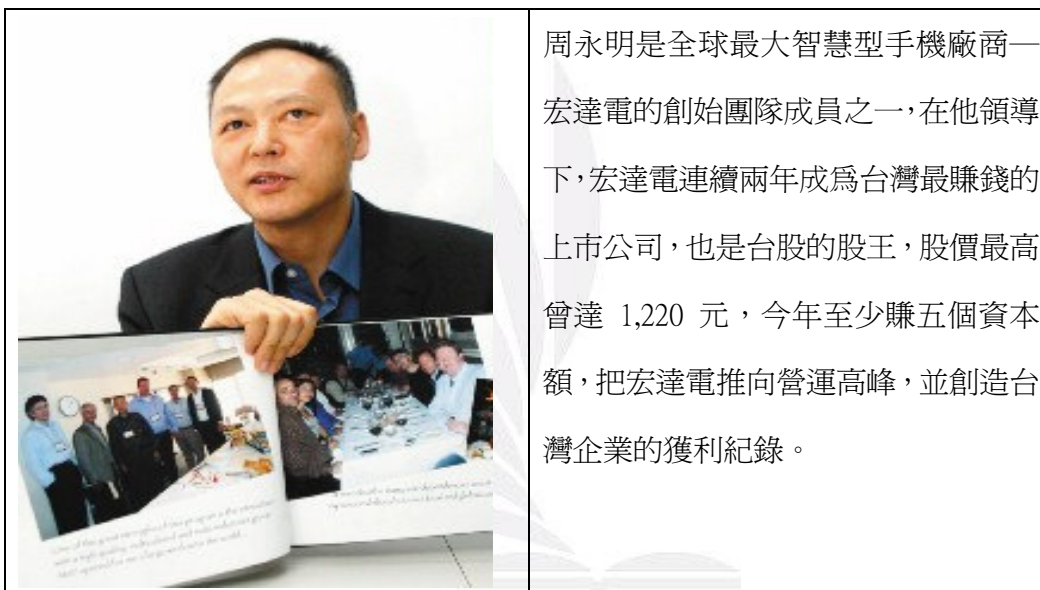 周永明是全球最大智慧型手機廠商—
宏達電的創始團隊成員之一,在他領導
下,宏達電連續兩年成為台灣最賺錢的
上市公司,也是台股的股王,股價最高
曾達 1,220 元,今年至少賺五個資本
額,把宏達電推向營運高峰,並創造台
灣企業的獲利紀錄。